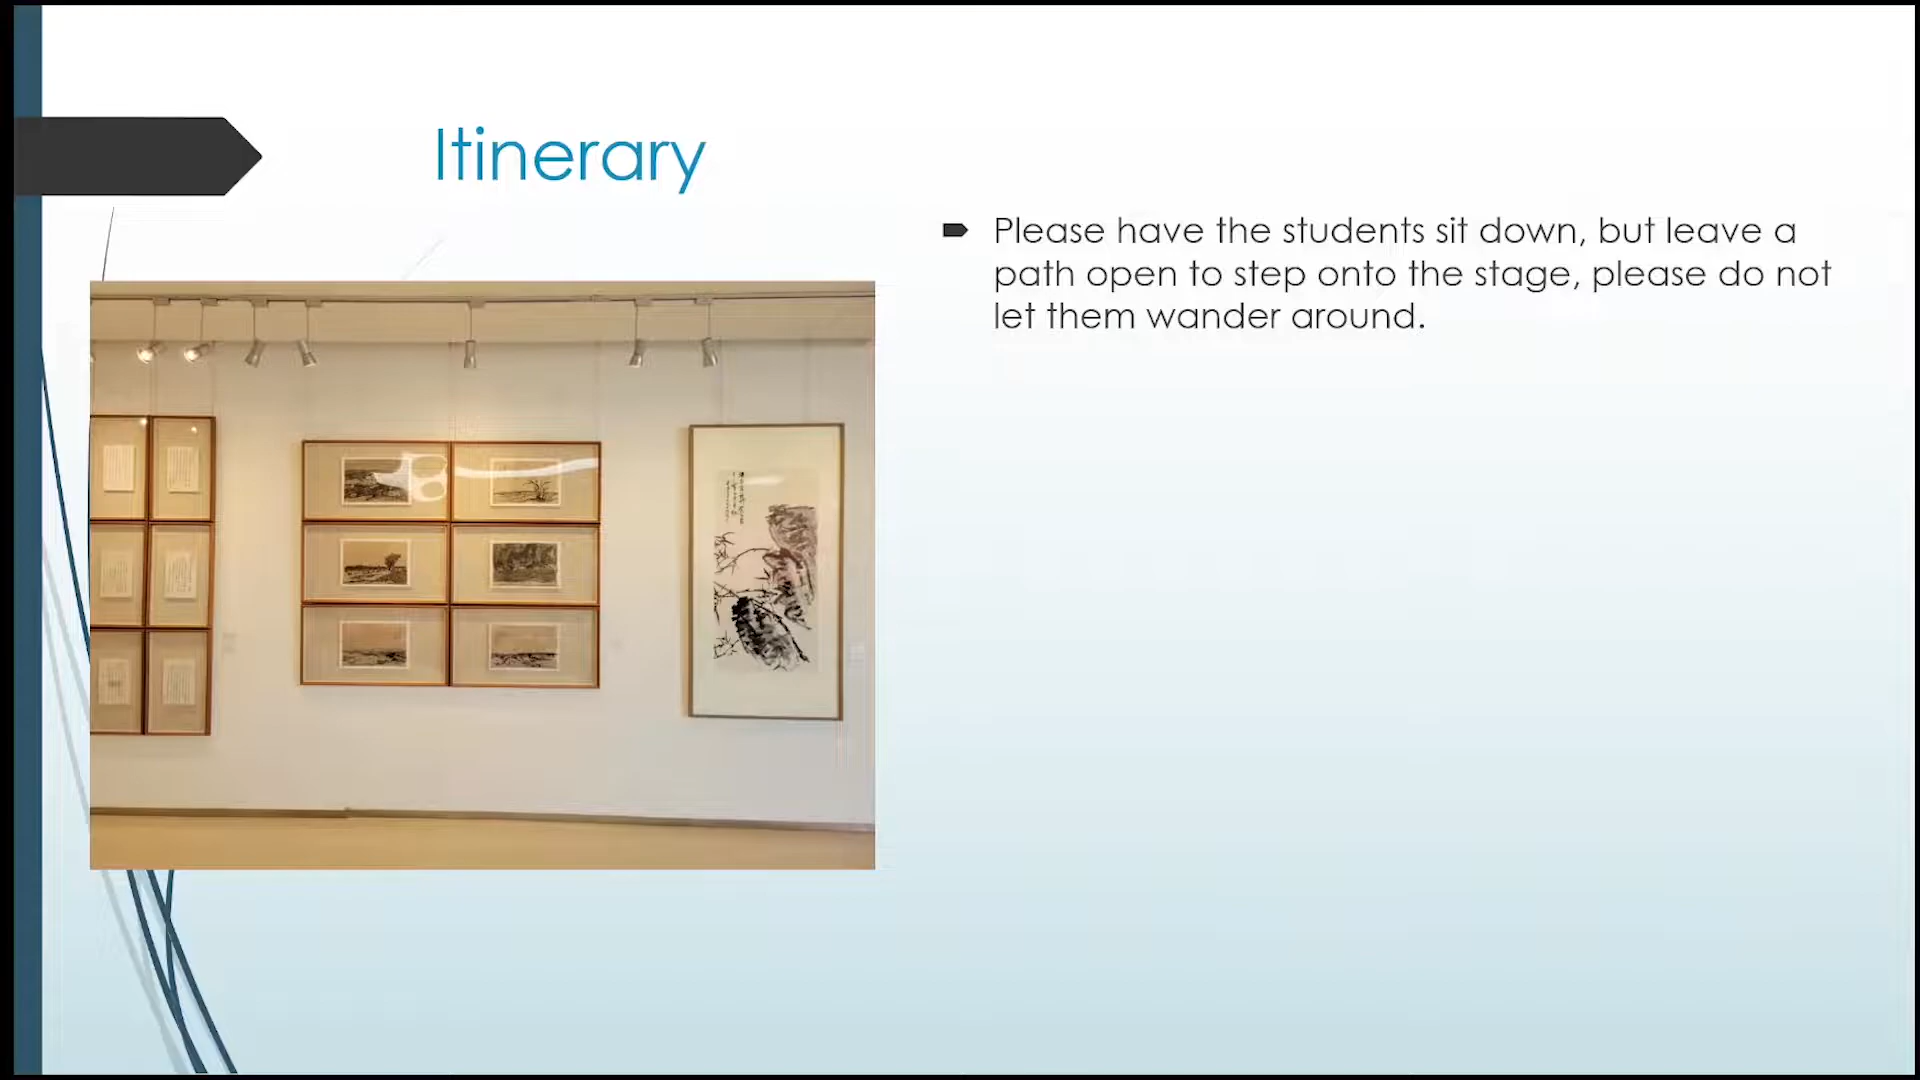 Itinerary
Please have the students sit down, but leave a
path open to step onto the stage, please do not
let them wander around.